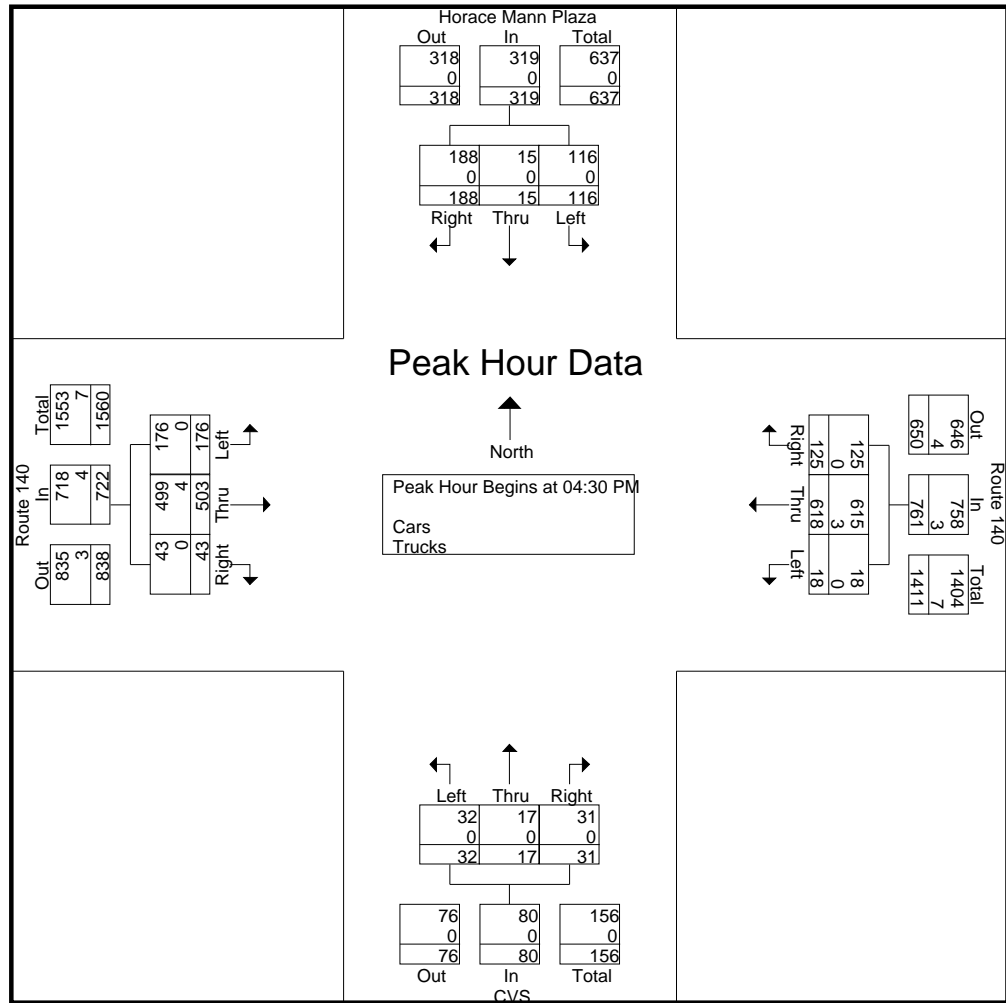 Horace Mann Plaza
Out In Total
318 319 637
0 0 0
318 319 637
188 15 116
0 0 0
188 15 116
Right Thru Left
Peak Hour Data
North
Peak Hour Begins at 04:30 PM
Cars
Trucks
Route 140
Total In Out
1553 718 835
7 4 3
1560 722 838
176 499 43
0 4 0
176 503 43
Left Thru Right
Route 140
Out In Total
646 758 1404
4 3 7
650 761 1411
125 615 18
0 3 0
125 618 18
Right Thru Left
Left Thru Right
32 17 31
0 0 0
32 17 31
76 80 156
0 0 0
76 80 156
Out In Total
CVS